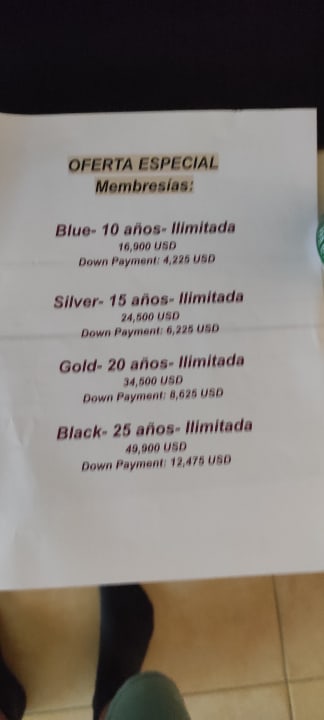 OFERTA ESPECIAL
Membresías:
Blue- 10 años- Ilimitada
16,900 USD
Down Payment: 4,225 USD
Silver- 15 años- Ilimitada
24,500 USD
Down Payment: 6,225 USD
Gold- 20 años- Ilimitada
34,500 USD
Down Payment: 8,625 USD
Black- 25 años- Ilimitada
49,900 USD
Down Payment: 12,475 USD